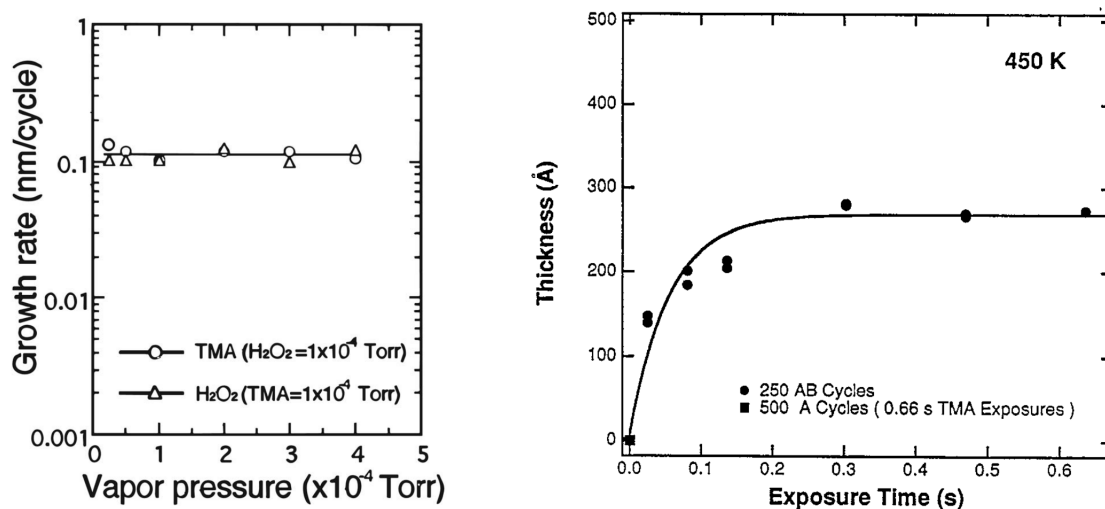 Growth rate (nm/cycle)
1
0.1
0.01
0.001
TMA (H₂O₂=1x10⁻⁴ Torr)
H₂O₂(TMA=1x10⁻⁴ Torr)
0 1 2 3 4 5
Vapor pressure (x10⁻⁴ Torr)
Thickness (Å)
500
400
300
200
100
0
450 K
250 AB Cycles
500 A Cycles ( 0.66 s TMA Exposures )
0.0 0.1 0.2 0.3 0.4 0.5 0.6
Exposure Time (s)